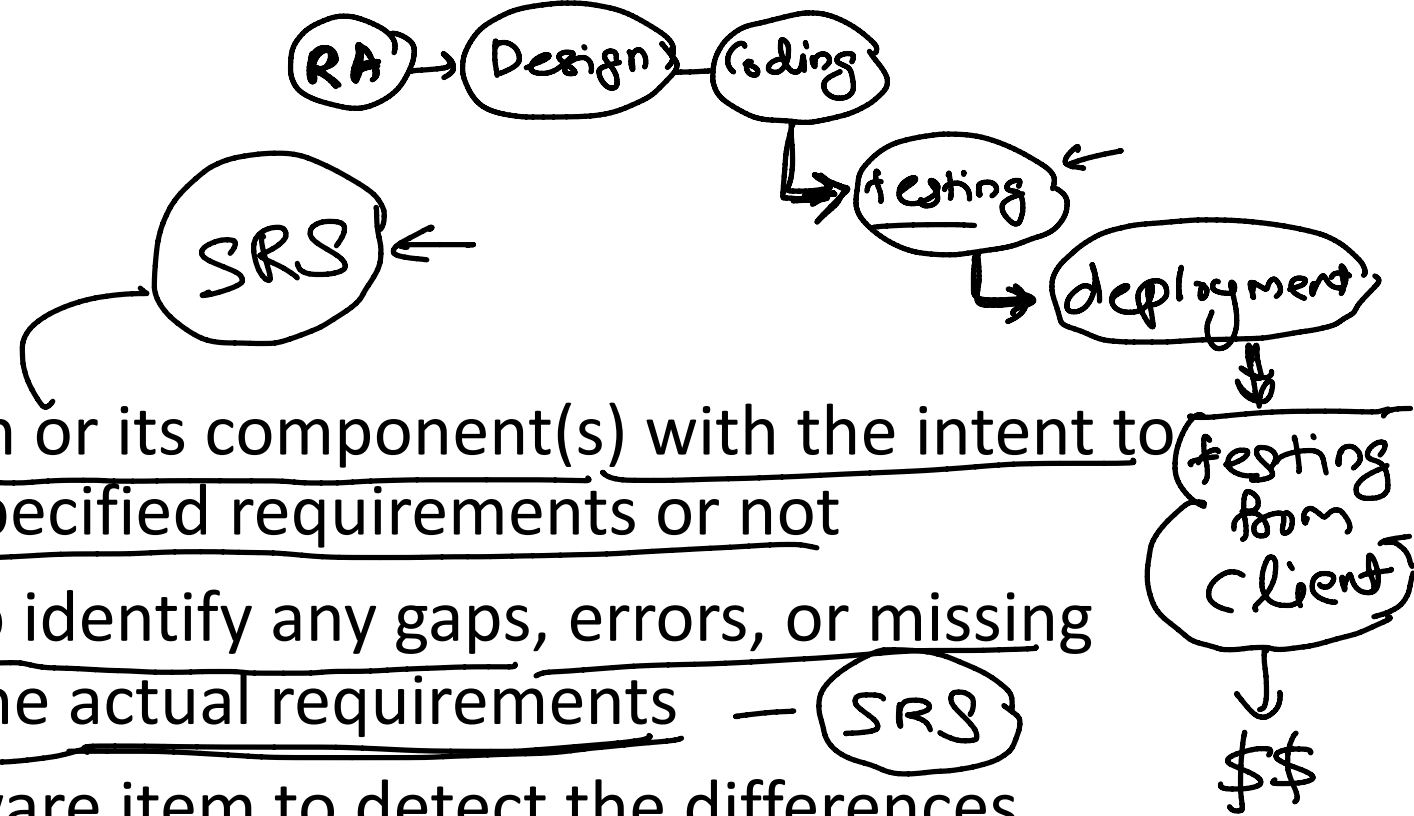 RA Design Coding
testing
SRS
deployment
or its component(s) with the intent to
testing
pecified requirements or not
from
client
identify any gaps, errors, or missing
he actual requirements — SRS
$$
are item to detect the differences